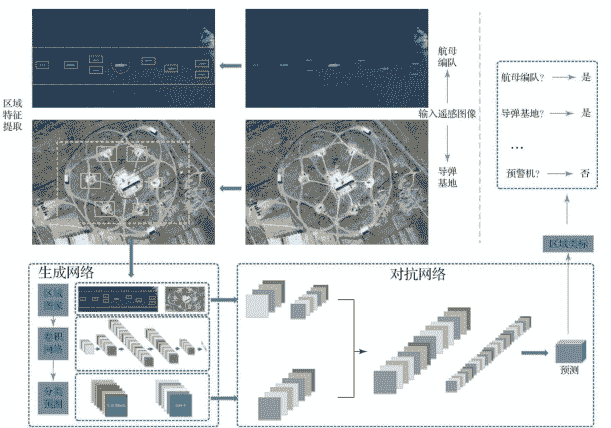 航母
编队
区域
特征
提取
输入遥感图像
导弹
基地
航母编队?
是
导弹基地?
是
...
预警机?
否
区域类标
生成网络
对抗网络
区域
图像
卷积
网络
分类
预测
预测